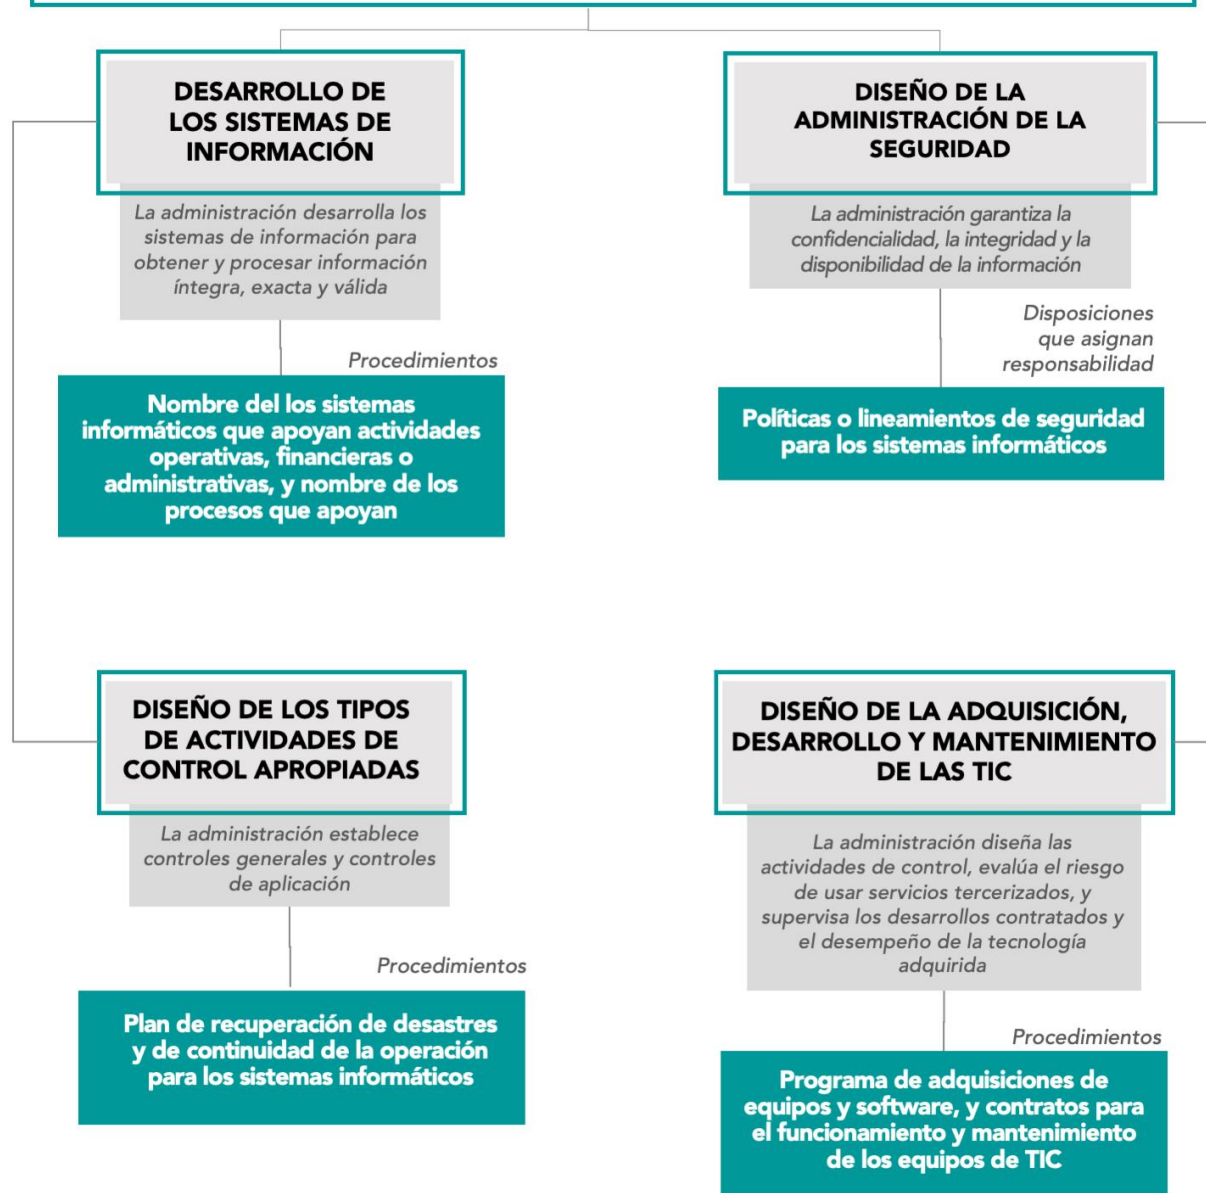 DESARROLLO DE
LOS SISTEMAS DE
INFORMACIÓN
La administración desarrolla los
sistemas de información para
obtener y procesar información
íntegra, exacta y válida
Procedimientos
Nombre del los sistemas
informáticos que apoyan actividades
operativas, financieras o
administrativas, y nombre de los
procesos que apoyan
DISEÑO DE LA
ADMINISTRACIÓN DE LA
SEGURIDAD
La administración garantiza la
confidencialidad, la integridad y la
disponibilidad de la información
Disposiciones
que asignan
responsabilidad
Políticas o lineamientos de seguridad
para los sistemas informáticos
DISEÑO DE LOS TIPOS
DE ACTIVIDADES DE
CONTROL APROPIADAS
La administración establece
controles generales y controles
de aplicación
Procedimientos
Plan de recuperación de desastres
y de continuidad de la operación
para los sistemas informáticos
DISEÑO DE LA ADQUISICIÓN,
DESARROLLO Y MANTENIMIENTO
DE LAS TIC
La administración diseña las
actividades de control, evalúa el riesgo
de usar servicios tercerizados, y
supervisa los desarrollos contratados y
el desempeño de la tecnología
adquirida
Procedimientos
Programa de adquisiciones de
equipos y software, y contratos para
el funcionamiento y mantenimiento
de los equipos de TIC